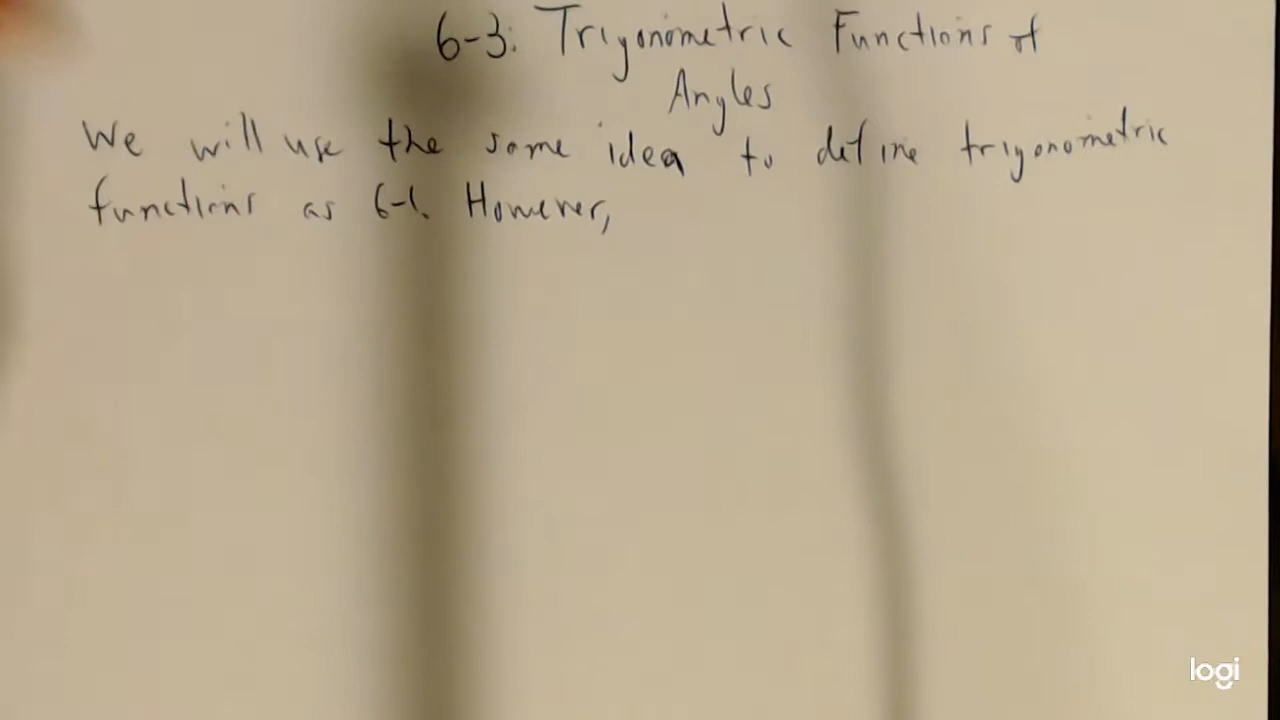 6-3: Trigonometric Functions of
Angles
We will use the same idea to define trigonometric
functions as 6-1. However,
logi